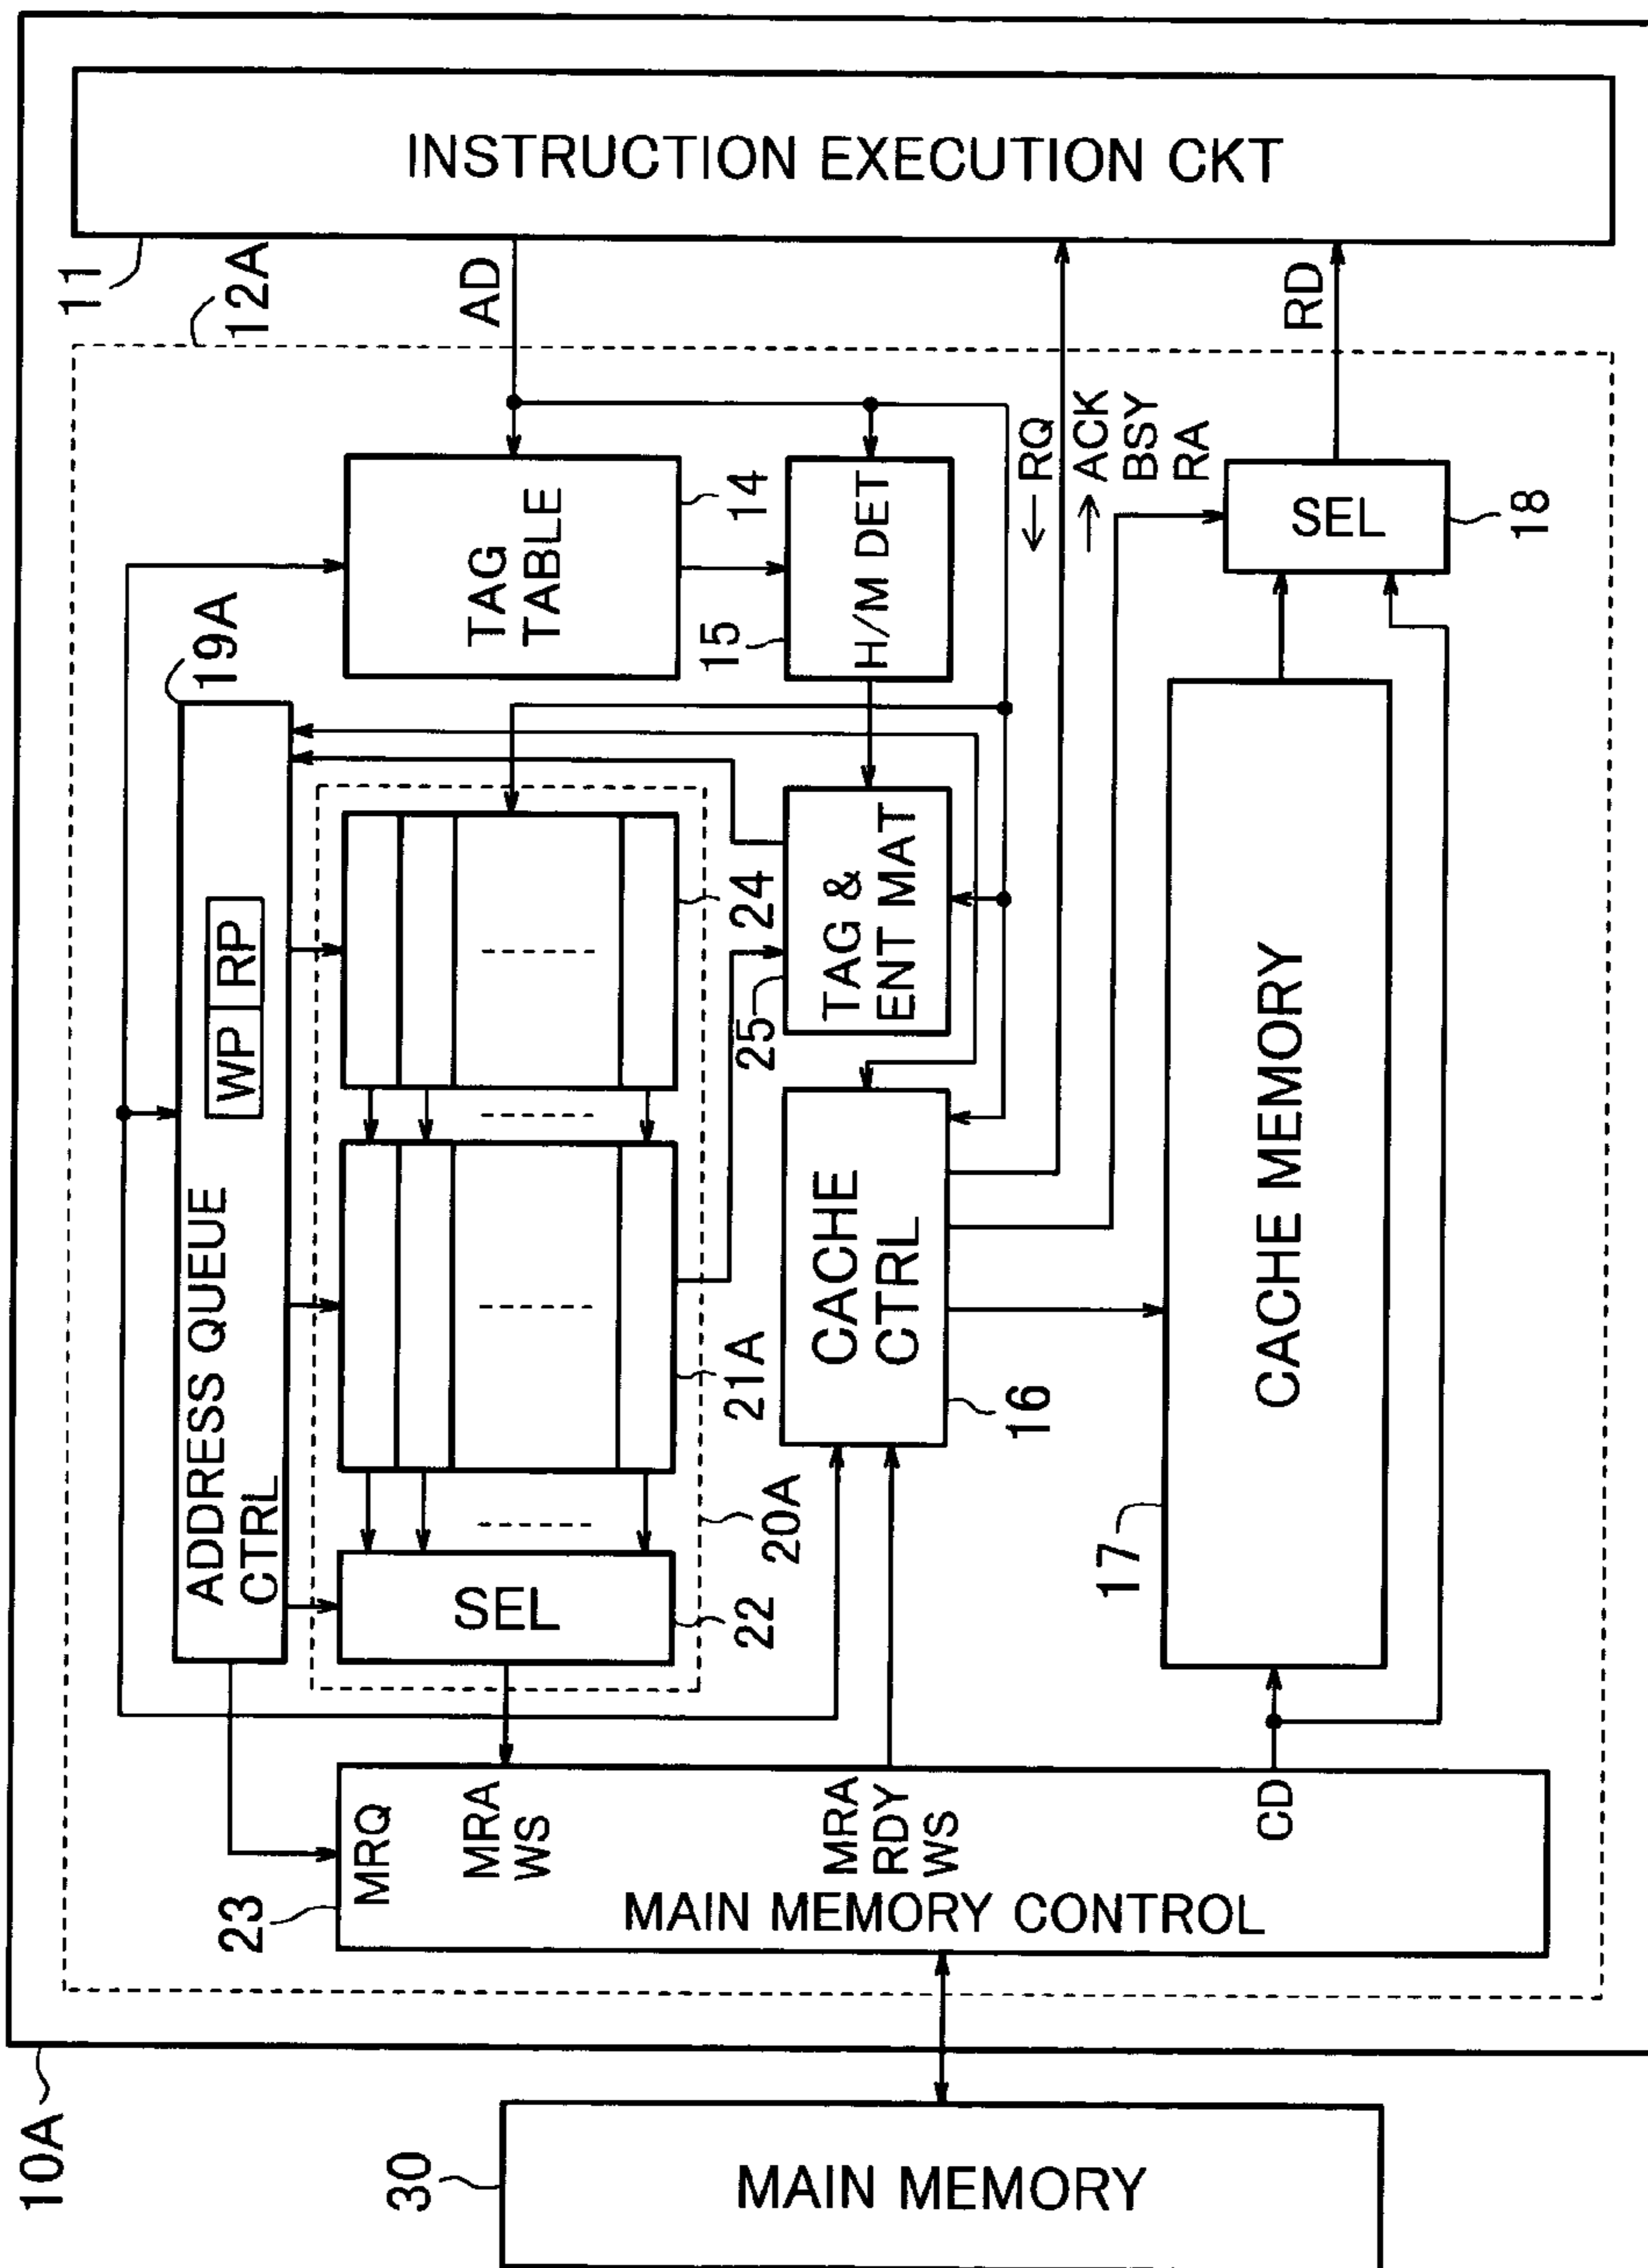 10A
30
MAIN MEMORY
23
MRQ
MRA
WS
MRA
RDY
WS
CD
MAIN MEMORY CONTROL
12A
11
INSTRUCTION EXECUTION CKT
AD
RD
19A
ADDRESS QUEUE
CTRL
WP
RP
SEL
22
20A
21A
24
TAG
TABLE
14
15
H/M DET
25
TAG &
ENT MAT
CACHE
CTRL
16
← RQ
→ ACK
BSY
RA
SEL
18
17
CACHE MEMORY